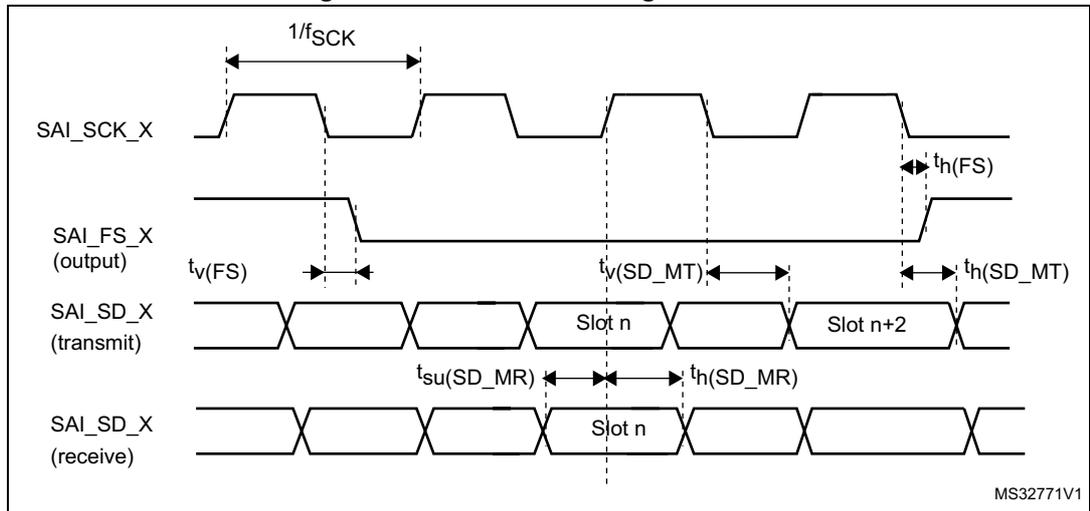 1/fSCK
SAI_SCK_X
th(FS)
SAI_FS_X
(output)
tv(FS)
tv(SD_MT)
th(SD_MT)
SAI_SD_X
(transmit)
Slot n
Slot n+2
tsu(SD_MR)
th(SD_MR)
SAI_SD_X
(receive)
Slot n
MS32771V1